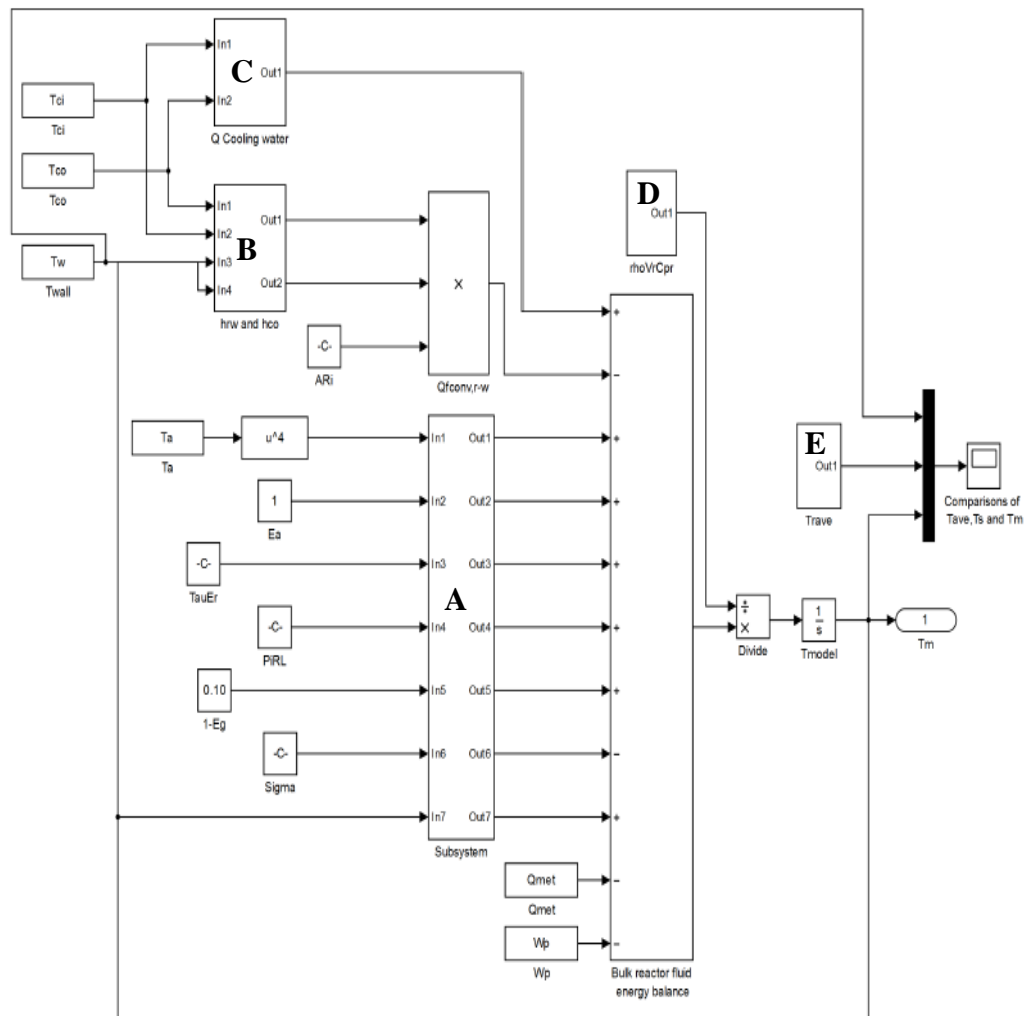 In1
C
Out1
In2
Q Cooling water
Tci
Tci
Tco
Tco
In1
Out1
In2
B
In3
Out2
In4
hrw and hco
Tw
Twall
-C-
ARi
X
Qfconv,r-w
D
Out1
rhoVrCpr
+
−
+
+
+
+
+
−
+
−
−
Bulk reactor fluid
energy balance
Ta
Ta
u^4
1
Ea
-C-
TauEr
-C-
PiRL
0.10
1-Eg
-C-
Sigma
In1
Out1
In2
Out2
In3
Out3
A
In4
Out4
In5
Out5
In6
Out6
In7
Out7
Subsystem
Qmet
Qmet
Wp
Wp
E
Out1
Trave
Comparisons of
Tave,Ts and Tm
÷
X
Divide
1
s
Tmodel
1
Tm